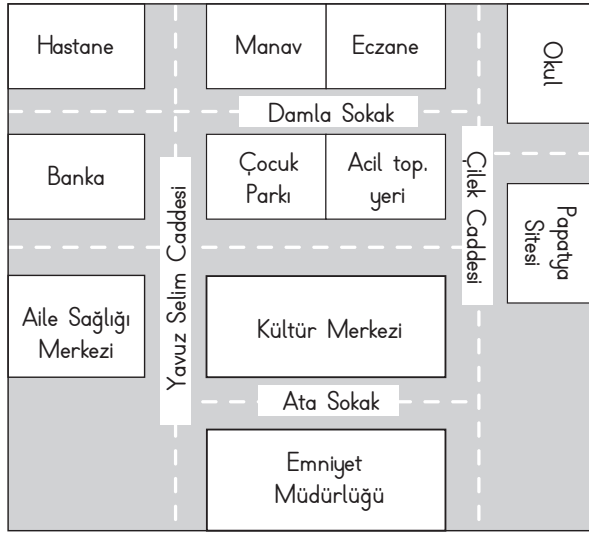 Hastane
Manav
Eczane
Okul
Damla Sokak
Banka
Çocuk
Parkı
Acil top.
yeri
Yavuz Selim Caddesi
Çilek Caddesi
Papatya
Sitesi
Aile Sağlığı
Merkezi
Kültür Merkezi
Ata Sokak
Emniyet
Müdürlüğü